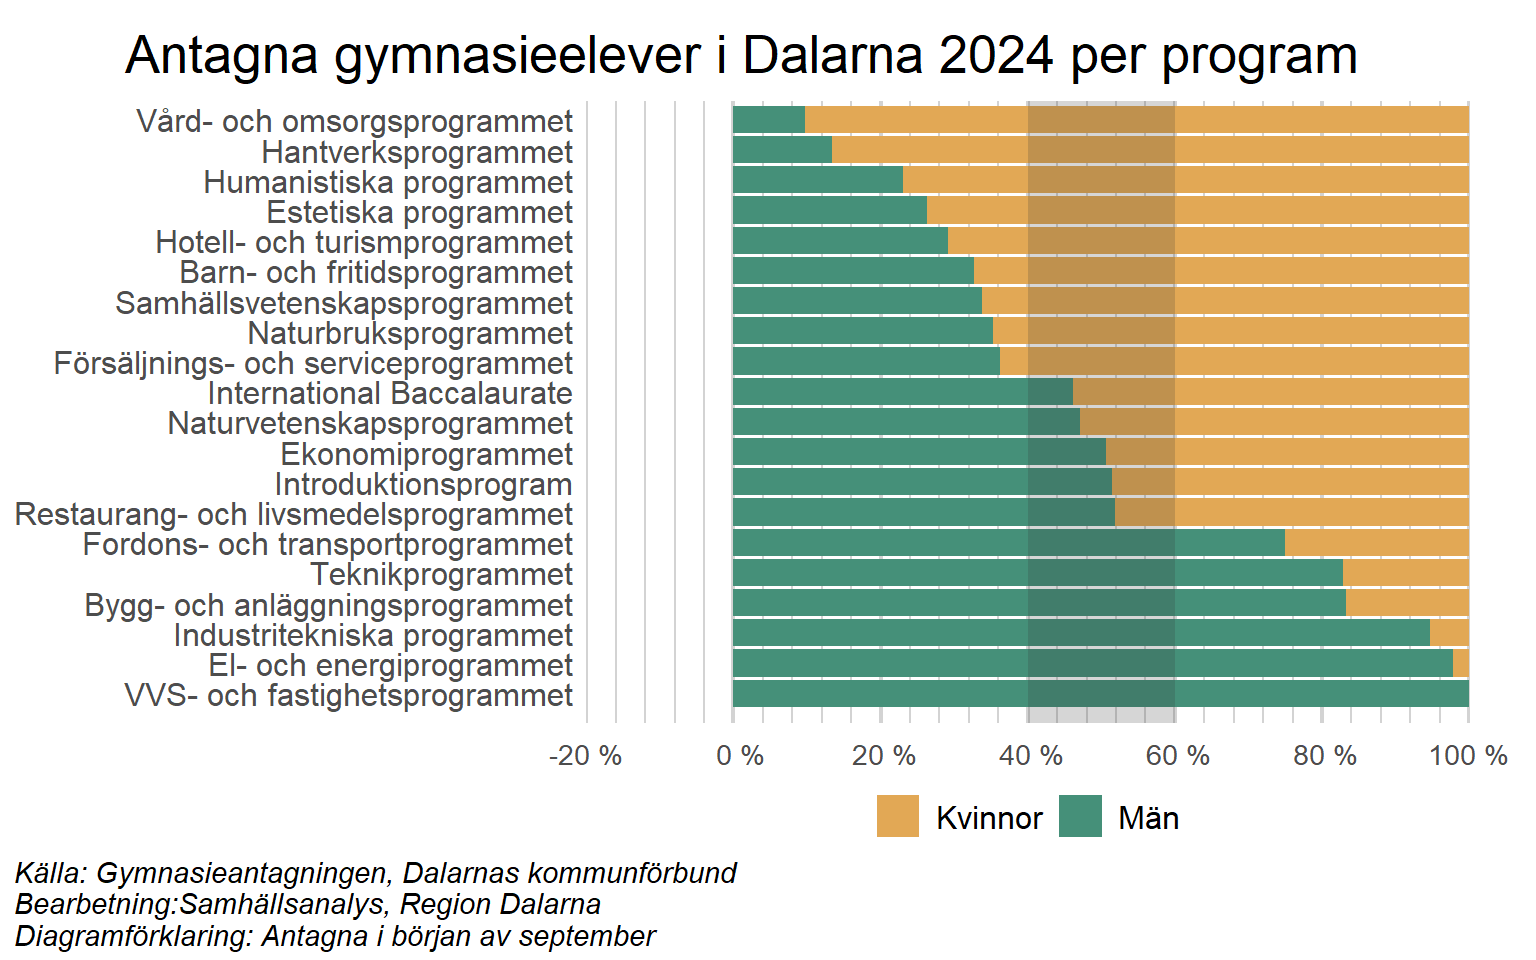 Antagna gymnasieelever i Dalarna 2024 per program
Vård- och omsorgsprogrammet
Hantverksprogrammet
Humanistiska programmet
Estetiska programmet
Hotell- och turismprogrammet
Barn- och fritidsprogrammet
Samhällsvetenskapsprogrammet
Naturbruksprogrammet
Försäljnings- och serviceprogrammet
International Baccalaurate
Naturvetenskapsprogrammet
Ekonomiprogrammet
Introduktionsprogram
Restaurang- och livsmedelsprogrammet
Fordons- och transportprogrammet
Teknikprogrammet
Bygg- och anläggningsprogrammet
Industritekniska programmet
El- och energiprogrammet
VVS- och fastighetsprogrammet
-20 % 0 % 20 % 40 % 60 % 80 % 100 %
Kvinnor Män
Källa: Gymnasieantagningen, Dalarnas kommunförbund
Bearbetning:Samhällsanalys, Region Dalarna
Diagramförklaring: Antagna i början av september